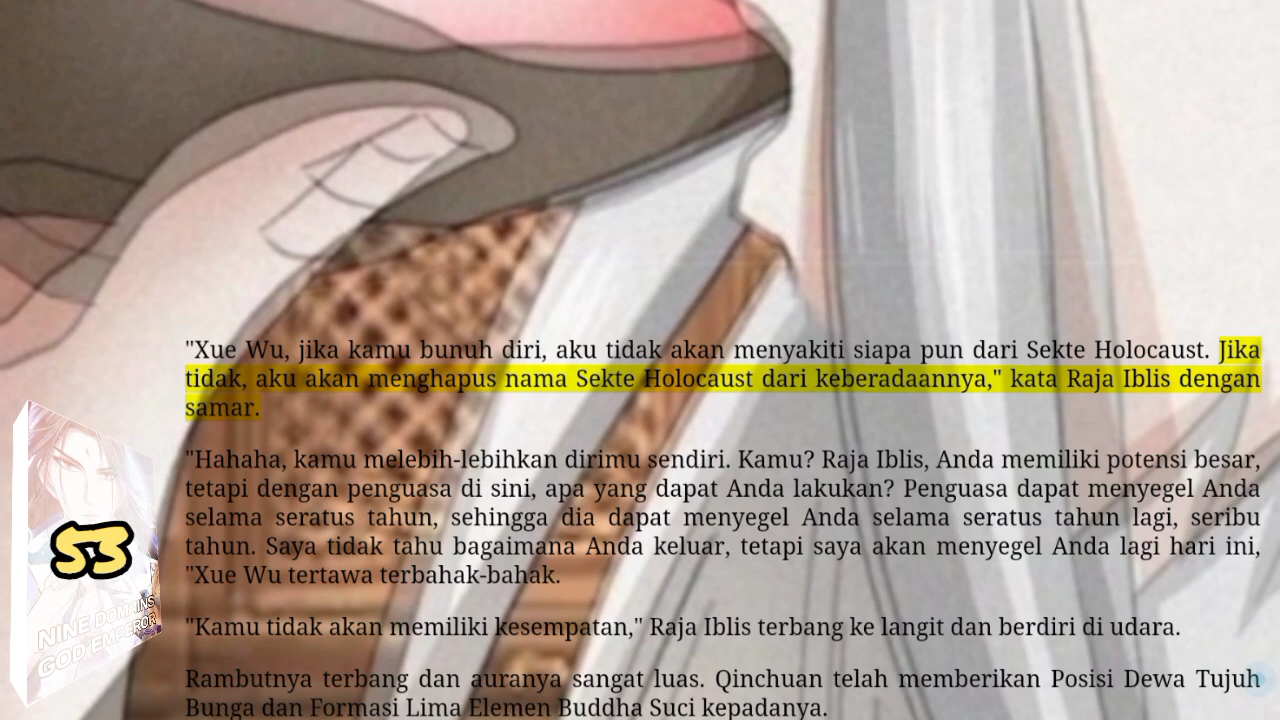 "Xue Wu, jika kamu bunuh diri, aku tidak akan menyakiti siapa pun dari Sekte Holocaust. Jika
tidak, aku akan menghapus nama Sekte Holocaust dari keberadaannya," kata Raja Iblis dengan
samar.
"Hahaha, kamu melebih-lebihkan dirimu sendiri. Kamu? Raja Iblis, Anda memiliki potensi besar,
tetapi dengan penguasa di sini, apa yang dapat Anda lakukan? Penguasa dapat menyegel Anda
selama seratus tahun, sehingga dia dapat menyegel Anda selama seratus tahun lagi, seribu
tahun. Saya tidak tahu bagaimana Anda keluar, tetapi saya akan menyegel Anda lagi hari ini,
"Xue Wu tertawa terbahak-bahak.
"Kamu tidak akan memiliki kesempatan," Raja Iblis terbang ke langit dan berdiri di udara.
Rambutnya terbang dan auranya sangat luas. Qinchuan telah memberikan Posisi Dewa Tujuh
Bunga dan Formasi Lima Elemen Buddha Suci kepadanya.
53
NINE DOMAINS
GOD EMPEROR